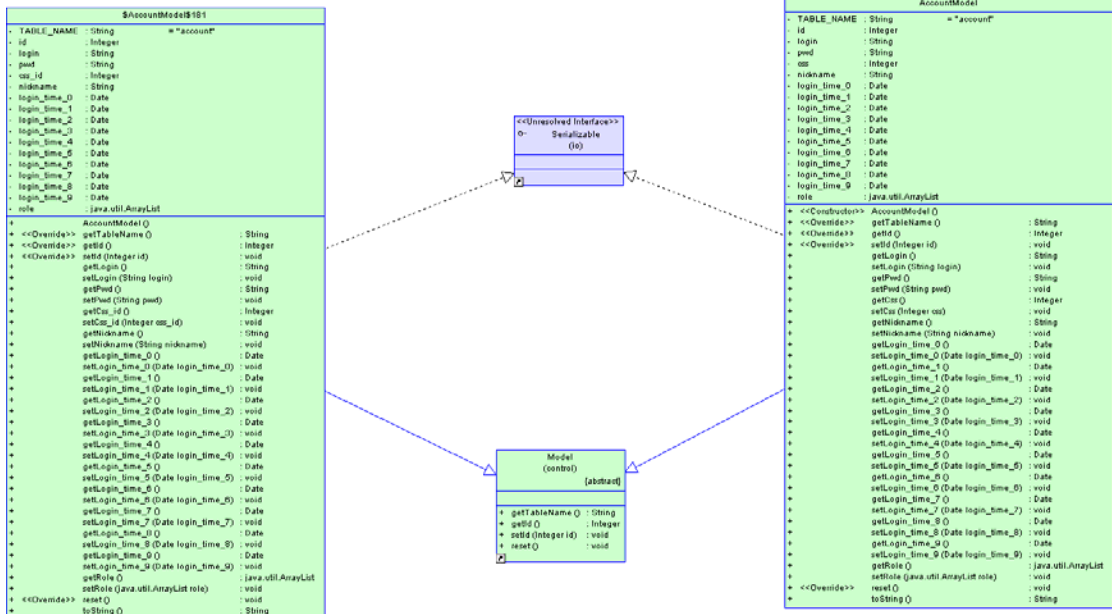 $AccountModel$181
- TABLE_NAME : String = "account"
- id : Integer
- login : String
- pwd : String
- css_id : Integer
- nickname : String
- login_time_0 : Date
- login_time_1 : Date
- login_time_2 : Date
- login_time_3 : Date
- login_time_4 : Date
- login_time_5 : Date
- login_time_6 : Date
- login_time_7 : Date
- login_time_8 : Date
- login_time_9 : Date
- role : java.util.ArrayList
+ AccountModel ()
+ <<Override>> getTableName () : String
+ <<Override>> getId () : Integer
+ <<Override>> setId (Integer id) : void
+ getLogin () : String
+ setLogin (String login) : void
+ getPwd () : String
+ setPwd (String pwd) : void
+ getCss_id () : Integer
+ setCss_id (Integer css_id) : void
+ getNickname () : String
+ setNickname (String nickname) : void
+ getLogin_time_0 () : Date
+ setLogin_time_0 (Date login_time_0) : void
+ getLogin_time_1 () : Date
+ setLogin_time_1 (Date login_time_1) : void
+ getLogin_time_2 () : Date
+ setLogin_time_2 (Date login_time_2) : void
+ getLogin_time_3 () : Date
+ setLogin_time_3 (Date login_time_3) : void
+ getLogin_time_4 () : Date
+ setLogin_time_4 (Date login_time_4) : void
+ getLogin_time_5 () : Date
+ setLogin_time_5 (Date login_time_5) : void
+ getLogin_time_6 () : Date
+ setLogin_time_6 (Date login_time_6) : void
+ getLogin_time_7 () : Date
+ setLogin_time_7 (Date login_time_7) : void
+ getLogin_time_8 () : Date
+ setLogin_time_8 (Date login_time_8) : void
+ getLogin_time_9 () : Date
+ setLogin_time_9 (Date login_time_9) : void
+ getRole () : java.util.ArrayList
+ setRole (java.util.ArrayList role) : void
+ <<Override>> reset () : void
+ toString () : String
<<Unresolved Interface>>
Serializable
(io)
Model
(control)
{abstract}
+ getTableName () : String
+ getId () : Integer
+ setId (Integer id) : void
+ reset () : void
AccountModel
- TABLE_NAME : String = "account"
- id : Integer
- login : String
- pwd : String
- css : Integer
- nickname : String
- login_time_0 : Date
- login_time_1 : Date
- login_time_2 : Date
- login_time_3 : Date
- login_time_4 : Date
- login_time_5 : Date
- login_time_6 : Date
- login_time_7 : Date
- login_time_8 : Date
- login_time_9 : Date
- role : java.util.ArrayList
+ <<Constructor>> AccountModel ()
+ <<Override>> getTableName () : String
+ <<Override>> getId () : Integer
+ <<Override>> setId (Integer id) : void
+ getLogin () : String
+ setLogin (String login) : void
+ getPwd () : String
+ setPwd (String pwd) : void
+ getCss () : Integer
+ setCss (Integer css) : void
+ getNickname () : String
+ setNickname (String nickname) : void
+ getLogin_time_0 () : Date
+ setLogin_time_0 (Date login_time_0) : void
+ getLogin_time_1 () : Date
+ setLogin_time_1 (Date login_time_1) : void
+ getLogin_time_2 () : Date
+ setLogin_time_2 (Date login_time_2) : void
+ getLogin_time_3 () : Date
+ setLogin_time_3 (Date login_time_3) : void
+ getLogin_time_4 () : Date
+ setLogin_time_4 (Date login_time_4) : void
+ getLogin_time_5 () : Date
+ setLogin_time_5 (Date login_time_5) : void
+ getLogin_time_6 () : Date
+ setLogin_time_6 (Date login_time_6) : void
+ getLogin_time_7 () : Date
+ setLogin_time_7 (Date login_time_7) : void
+ getLogin_time_8 () : Date
+ setLogin_time_8 (Date login_time_8) : void
+ getLogin_time_9 () : Date
+ setLogin_time_9 (Date login_time_9) : void
+ getRole () : java.util.ArrayList
+ setRole (java.util.ArrayList role) : void
+ <<Override>> reset () : void
+ toString () : String